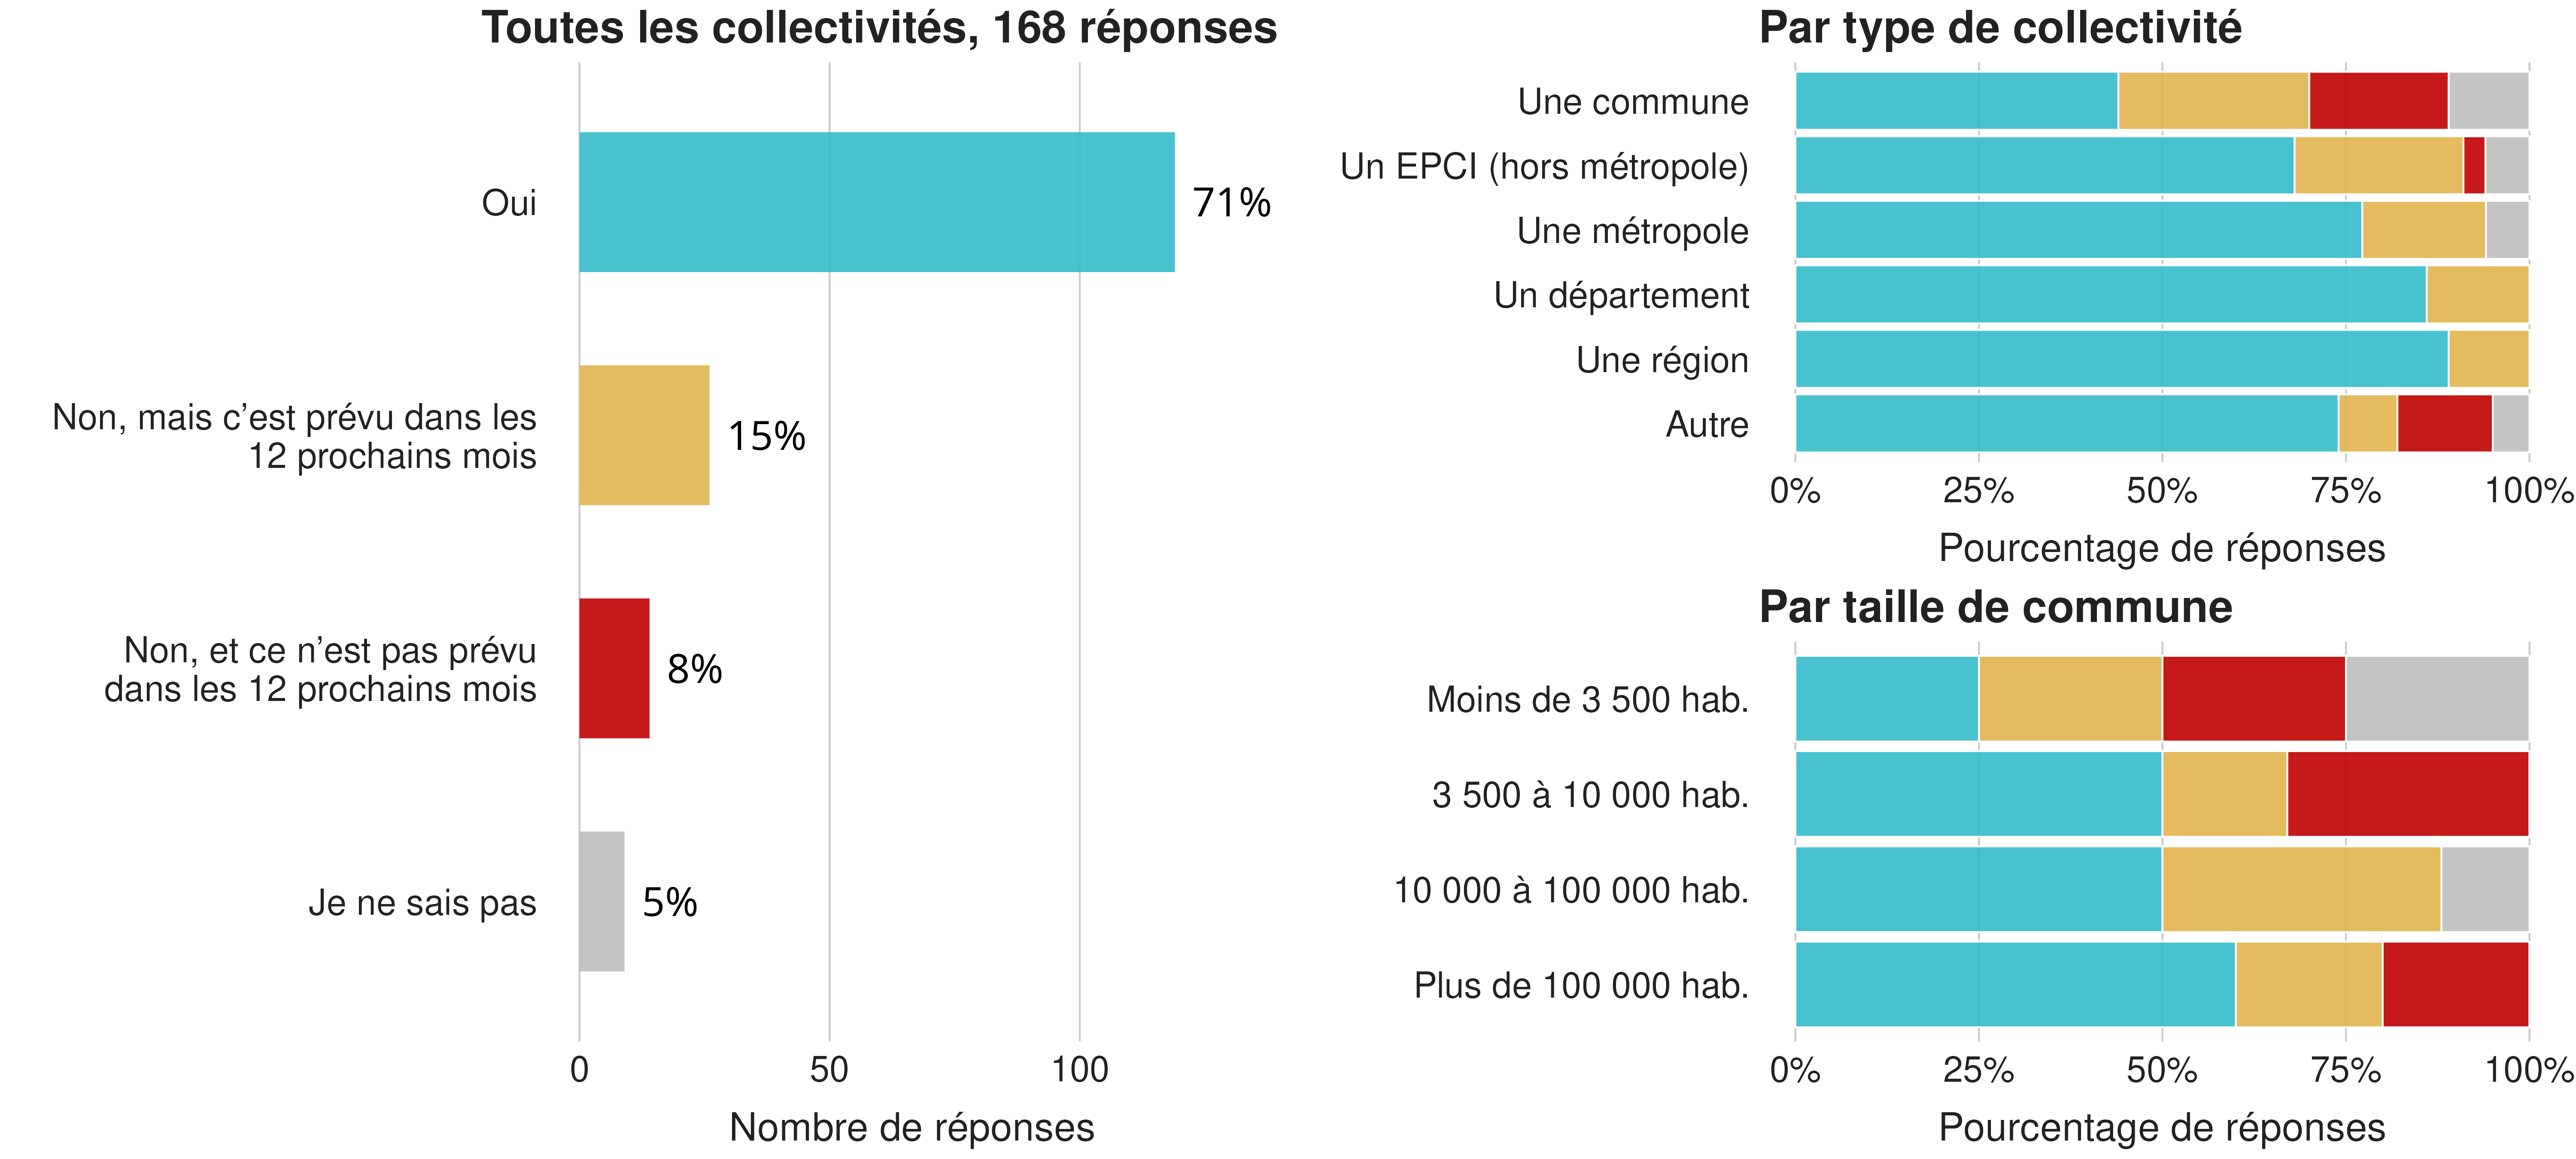 Toutes les collectivités, 168 réponses
Oui
71%
Non, mais c’est prévu dans les
12 prochains mois
15%
Non, et ce n’est pas prévu
dans les 12 prochains mois
8%
Je ne sais pas
5%
0 50 100
Nombre de réponses
Par type de collectivité
Une commune
Un EPCI (hors métropole)
Une métropole
Un département
Une région
Autre
0% 25% 50% 75% 100%
Pourcentage de réponses
Par taille de commune
Moins de 3 500 hab.
3 500 à 10 000 hab.
10 000 à 100 000 hab.
Plus de 100 000 hab.
0% 25% 50% 75% 100%
Pourcentage de réponses